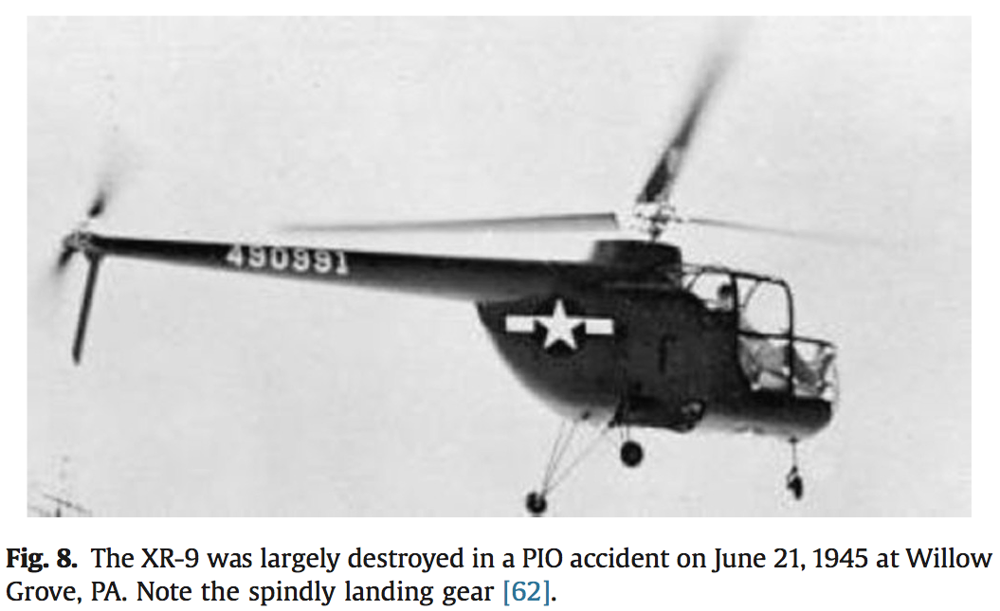 490991
Fig. 8. The XR-9 was largely destroyed in a PIO accident on June 21, 1945 at Willow
Grove, PA. Note the spindly landing gear [62].